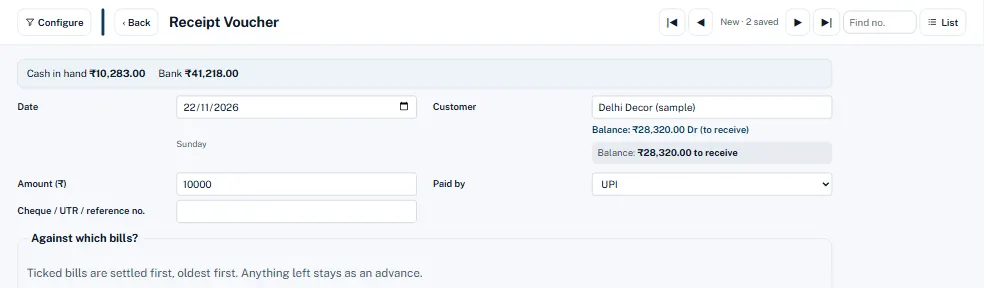 Configure ‹ Back Receipt Voucher New · 2 saved Find no. List
Cash in hand ₹10,283.00 Bank ₹41,218.00
Date 22/11/2026 Customer Delhi Decor (sample)
Balance: ₹28,320.00 Dr (to receive)
Sunday
Balance: ₹28,320.00 to receive
Amount (₹) 10000 Paid by UPI
Cheque / UTR / reference no.
Against which bills?
Ticked bills are settled first, oldest first. Anything left stays as an advance.